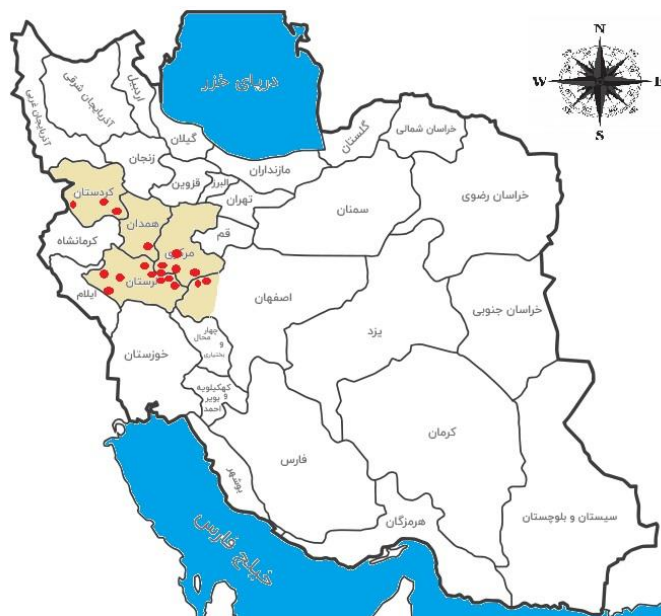 N
W
E
S
دریای خزر
آذربایجان غربی
آذربایجان شرقی
اردبیل
گیلان
زنجان
گلستان
خراسان شمالی
مازنداران
قزوین
البرز
تهران
سمنان
خراسان رضوی
کردستان
همدان
قم
مرکزی
کرمانشاه
لرستان
ایلام
اصفهان
یزد
خراسان جنوبی
چهار
محال
و
بختیاری
خوزستان
کهکیلویه
و
بویر
احمد
فارس
کرمان
بوشهر
هرمزگان
سیستان و بلوچستان
خلیج فارس